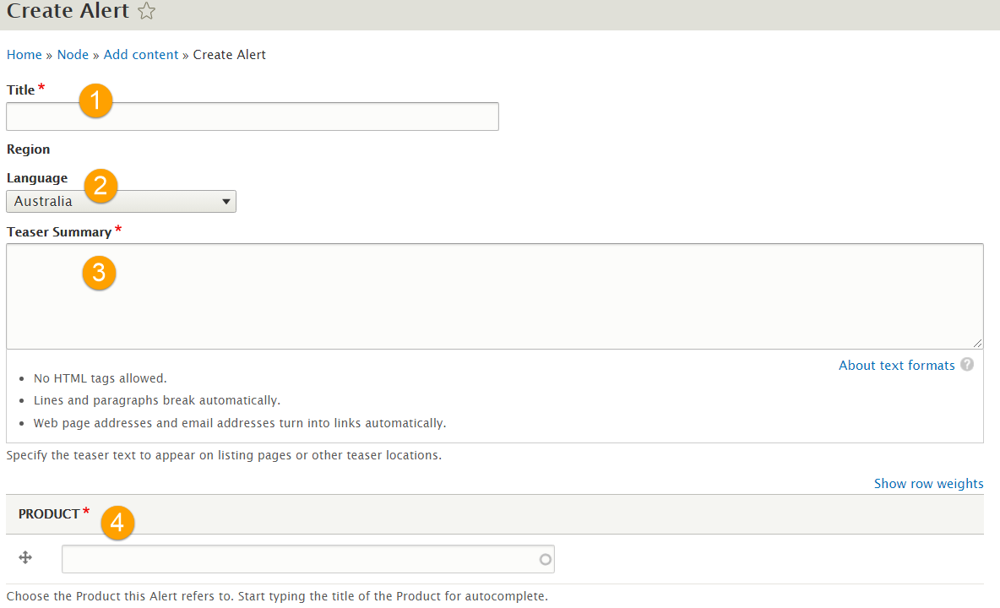 Create Alert
Home » Node » Add content » Create Alert
Title *
1
Region
Language
2
Australia
Teaser Summary *
3
About text formats ?
• No HTML tags allowed.
• Lines and paragraphs break automatically.
• Web page addresses and email addresses turn into links automatically.
Specify the teaser text to appear on listing pages or other teaser locations.
Show row weights
PRODUCT *
4
Choose the Product this Alert refers to. Start typing the title of the Product for autocomplete.